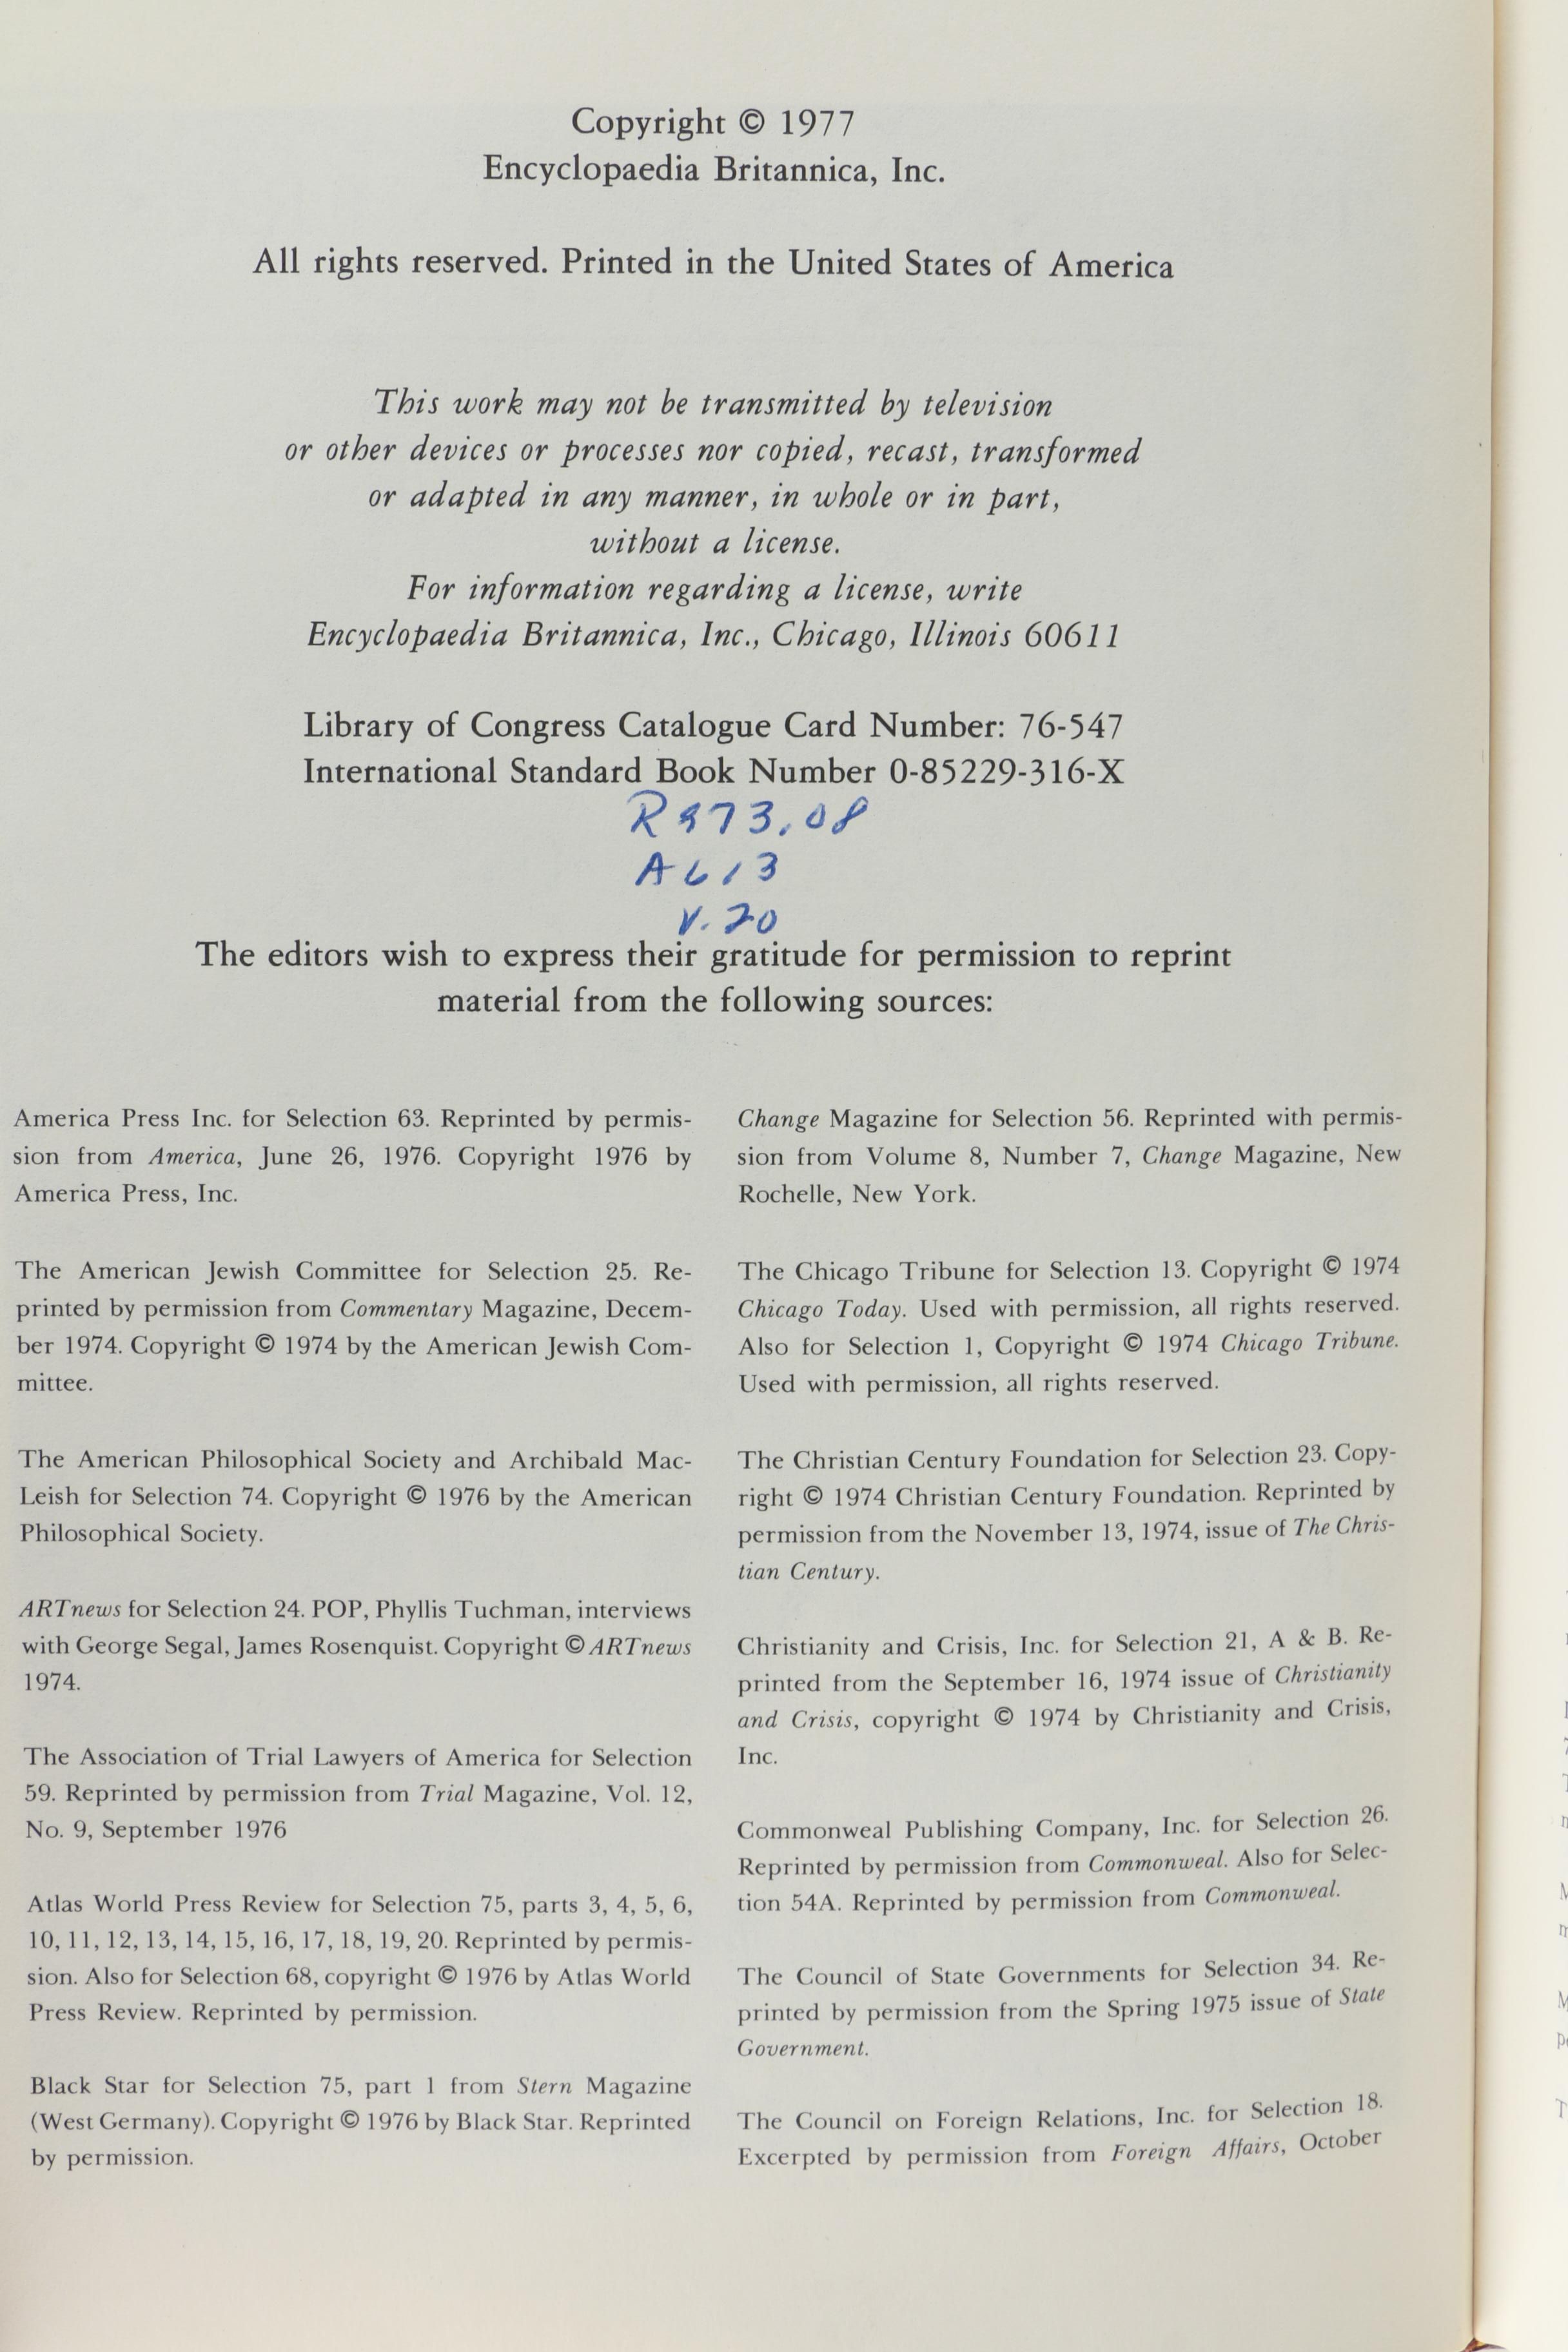 Copyright © 1977
Encyclopaedia Britannica, Inc.
All rights reserved. Printed in the United States of America
This work may not be transmitted by television
or other devices or processes nor copied, recast, transformed
or adapted in any manner, in whole or in part,
without a license.
For information regarding a license, write
Encyclopaedia Britannica, Inc., Chicago, Illinois 60611
Library of Congress Catalogue Card Number: 76-547
International Standard Book Number 0-85229-316-X
R973.08
A613
V.20
The editors wish to express their gratitude for permission to reprint
material from the following sources:
America Press Inc. for Selection 63. Reprinted by permis-
sion from America, June 26, 1976. Copyright 1976 by
America Press, Inc.
The American Jewish Committee for Selection 25. Re-
printed by permission from Commentary Magazine, Decem-
ber 1974. Copyright © 1974 by the American Jewish Com-
mittee.
The American Philosophical Society and Archibald Mac-
Leish for Selection 74. Copyright © 1976 by the American
Philosophical Society.
ARTnews for Selection 24. POP, Phyllis Tuchman, interviews
with George Segal, James Rosenquist. Copyright © ARTnews
1974.
The Association of Trial Lawyers of America for Selection
59. Reprinted by permission from Trial Magazine, Vol. 12,
No. 9, September 1976
Atlas World Press Review for Selection 75, parts 3, 4, 5, 6,
10, 11, 12, 13, 14, 15, 16, 17, 18, 19, 20. Reprinted by permis-
sion. Also for Selection 68, copyright © 1976 by Atlas World
Press Review. Reprinted by permission.
Black Star for Selection 75, part 1 from Stern Magazine
(West Germany). Copyright © 1976 by Black Star. Reprinted
by permission.
Change Magazine for Selection 56. Reprinted with permis-
sion from Volume 8, Number 7, Change Magazine, New
Rochelle, New York.
The Chicago Tribune for Selection 13. Copyright © 1974
Chicago Today. Used with permission, all rights reserved.
Also for Selection 1, Copyright © 1974 Chicago Tribune.
Used with permission, all rights reserved.
The Christian Century Foundation for Selection 23. Copy-
right © 1974 Christian Century Foundation. Reprinted by
permission from the November 13, 1974, issue of The Chris-
tian Century.
Christianity and Crisis, Inc. for Selection 21, A & B. Re-
printed from the September 16, 1974 issue of Christianity
and Crisis, copyright © 1974 by Christianity and Crisis,
Inc.
Commonweal Publishing Company, Inc. for Selection 26.
Reprinted by permission from Commonweal. Also for Selec-
tion 54A. Reprinted by permission from Commonweal.
The Council of State Governments for Selection 34. Re-
printed by permission from the Spring 1975 issue of State
Government.
The Council on Foreign Relations, Inc. for Selection 18.
Excerpted by permission from Foreign Affairs, October